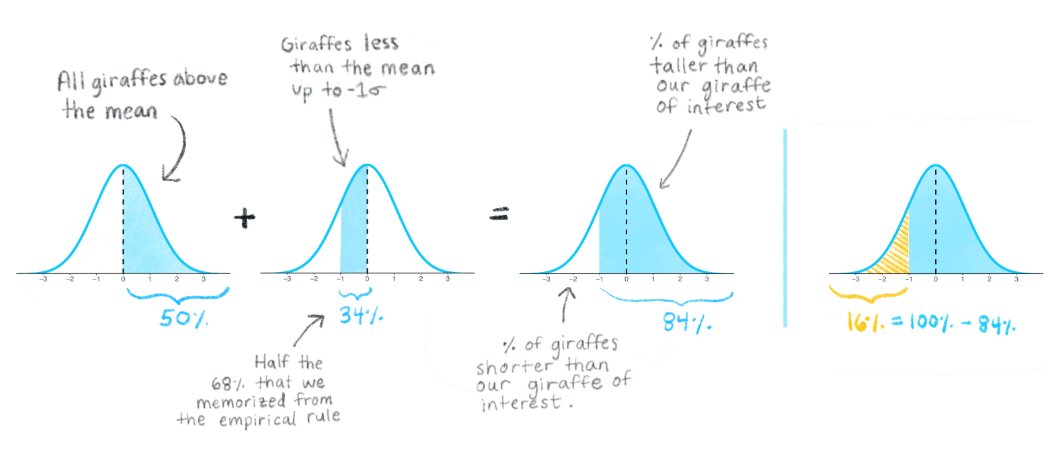 All giraffes above
the mean
Giraffes less
than the mean
up to -1σ
% of giraffes
taller than
our giraffe
of interest
+
=
-3 -2 -1 0 1 2 3
-3 -2 -1 0 1 2 3
-3 -2 -1 0 1 2 3
-3 -2 -1 0 1 2 3
50%
34%
84%
16% = 100% - 84%
Half the
68% that we
memorized from
the empirical rule
% of giraffes
shorter than
our giraffe of
interest.